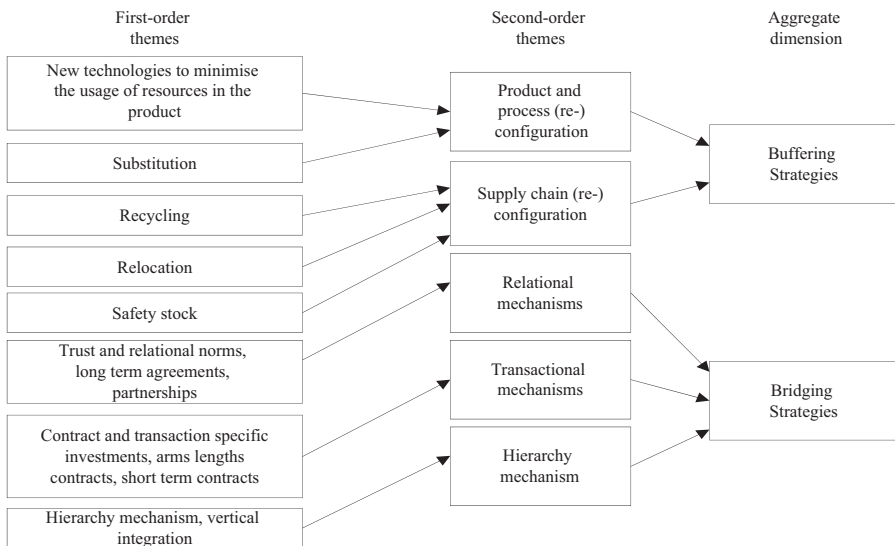 First-order
themes
Second-order
themes
Aggregate
dimension
New technologies to minimise
the usage of resources in the
product
Substitution
Recycling
Relocation
Safety stock
Trust and relational norms,
long term agreements,
partnerships
Contract and transaction specific
investments, arms lengths
contracts, short term contracts
Hierarchy mechanism, vertical
integration
Product and
process (re-)
configuration
Supply chain (re-)
configuration
Relational
mechanisms
Transactional
mechanisms
Hierarchy
mechanism
Buffering
Strategies
Bridging
Strategies